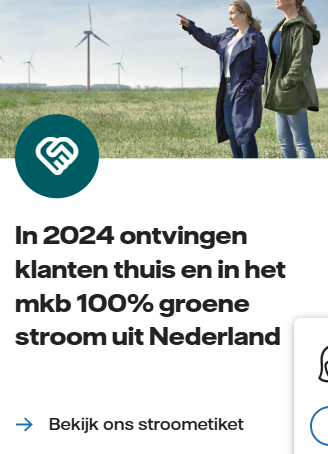 In 2024 ontvingen
klanten thuis en in het
mkb 100% groene
stroom uit Nederland
Bekijk ons stroometiket